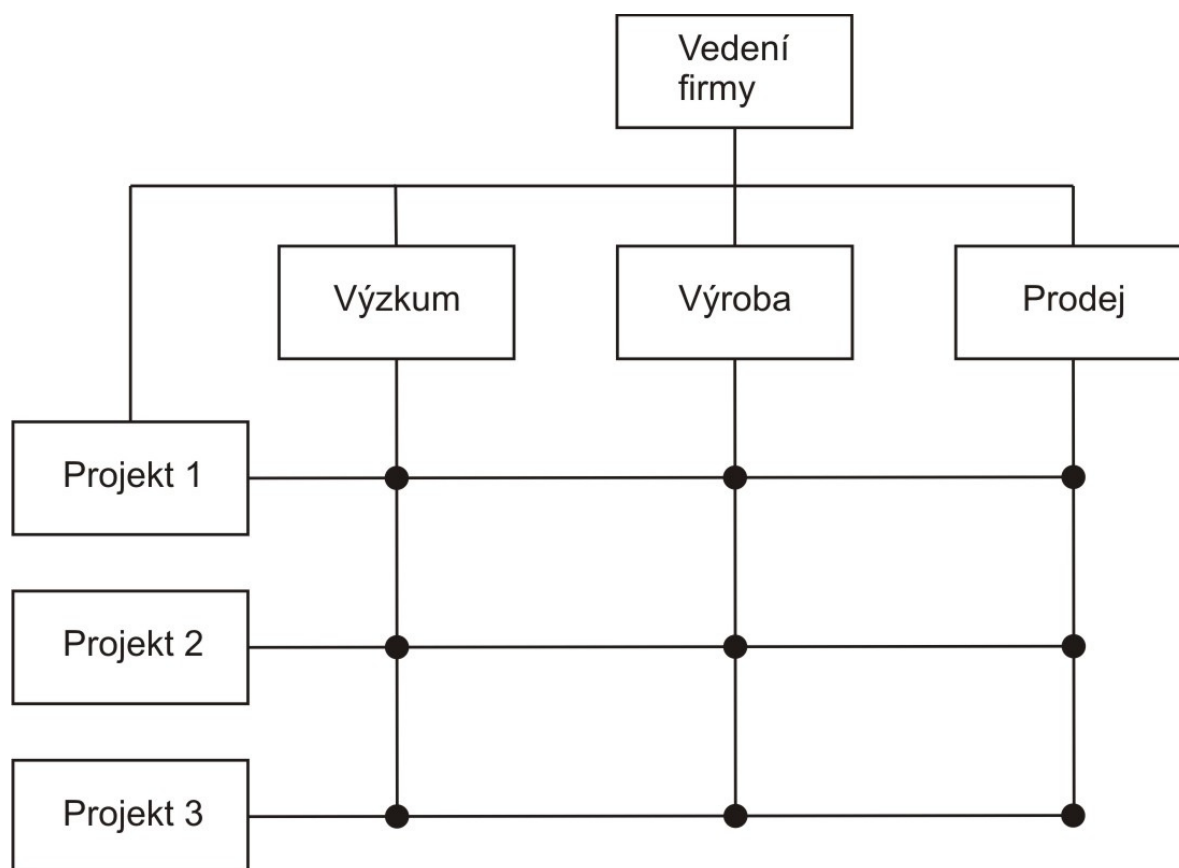 Vedení
firmy
Výzkum
Výroba
Prodej
Projekt 1
Projekt 2
Projekt 3